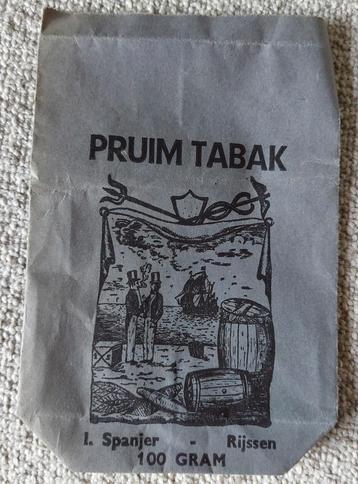 PRUIM TABAK
I. Spanjer - Rijssen
100 GRAM